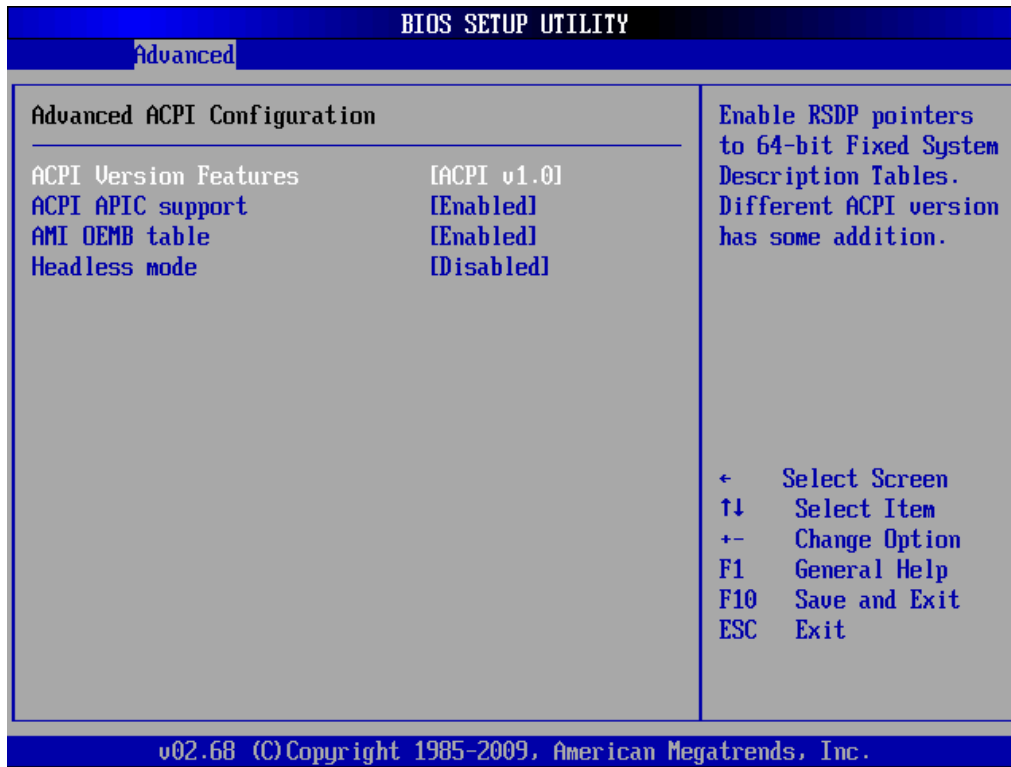 BIOS SETUP UTILITY
Advanced
Advanced ACPI Configuration
ACPI Version Features [ACPI v1.0]
ACPI APIC support [Enabled]
AMI OEMB table [Enabled]
Headless mode [Disabled]
Enable RSDP pointers
to 64-bit Fixed System
Description Tables.
Different ACPI version
has some addition.
← Select Screen
↑↓ Select Item
+- Change Option
F1 General Help
F10 Save and Exit
ESC Exit
v02.68 (C)Copyright 1985-2009, American Megatrends, Inc.